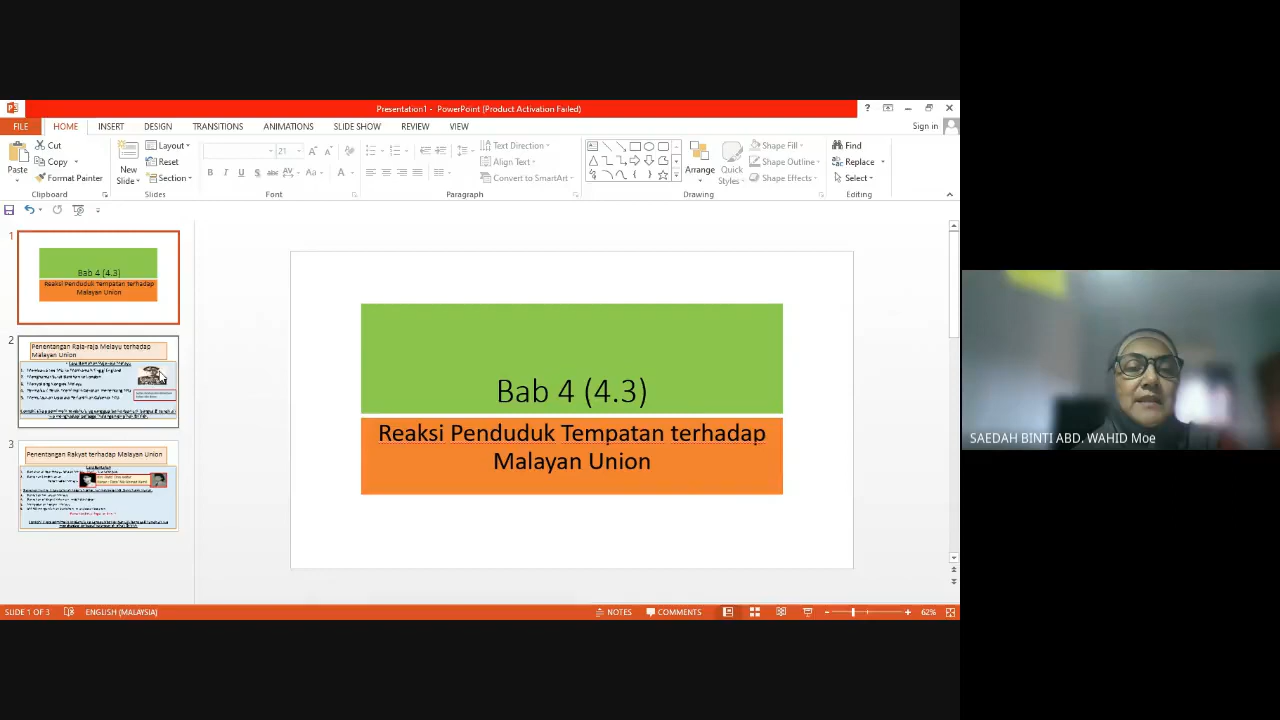 Presentation1 - PowerPoint (Product Activation Failed)
FILE HOME INSERT DESIGN TRANSITIONS ANIMATIONS SLIDE SHOW REVIEW VIEW Sign in
Paste
Cut
Copy
Format Painter
Clipboard
New
Slide
Layout
Reset
Section
Slides
21
Font
Text Direction
Align Text
Convert to SmartArt
Paragraph
Arrange
Quick
Styles
Shape Fill
Shape Outline
Shape Effects
Drawing
Find
Replace
Select
Editing
1
Bab 4 (4.3)
Reaksi Penduduk Tempatan terhadap
Malayan Union
2
Penentangan Raja-raja Melayu terhadap
Malayan Union
3
Penentangan Rakyat terhadap Malayan Union
Bab 4 (4.3)
Reaksi Penduduk Tempatan terhadap
Malayan Union
SAEDAH BINTI ABD. WAHID Moe
SLIDE 1 OF 3 ENGLISH (MALAYSIA) NOTES COMMENTS 62%